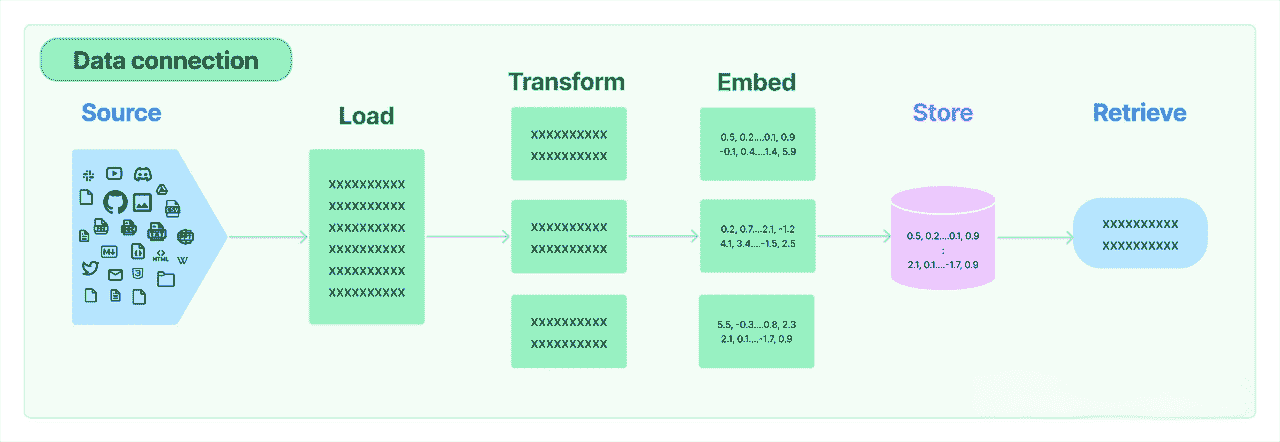 Data connection
Source
Load
Transform
Embed
Store
Retrieve
XXXXXXXXXX
XXXXXXXXXX
XXXXXXXXXX
XXXXXXXXXX
XXXXXXXXXX
XXXXXXXXXX
XXXXXXXXXX
XXXXXXXXXX
XXXXXXXXXX
XXXXXXXXXX
0.5, 0.2....0.1, 0.9
-0.1, 0.4....1.4, 5.9
XXXXXXXXXX
XXXXXXXXXX
0.2, 0.7....2.1, -1.2
4.1, 3.4....-1.5, 2.5
XXXXXXXXXX
XXXXXXXXXX
5.5, -0.3....0.8, 2.3
2.1, 0.1....-1.7, 0.9
0.5, 0.2....0.1, 0.9
:
2.1, 0.1....-1.7, 0.9
HTML
W